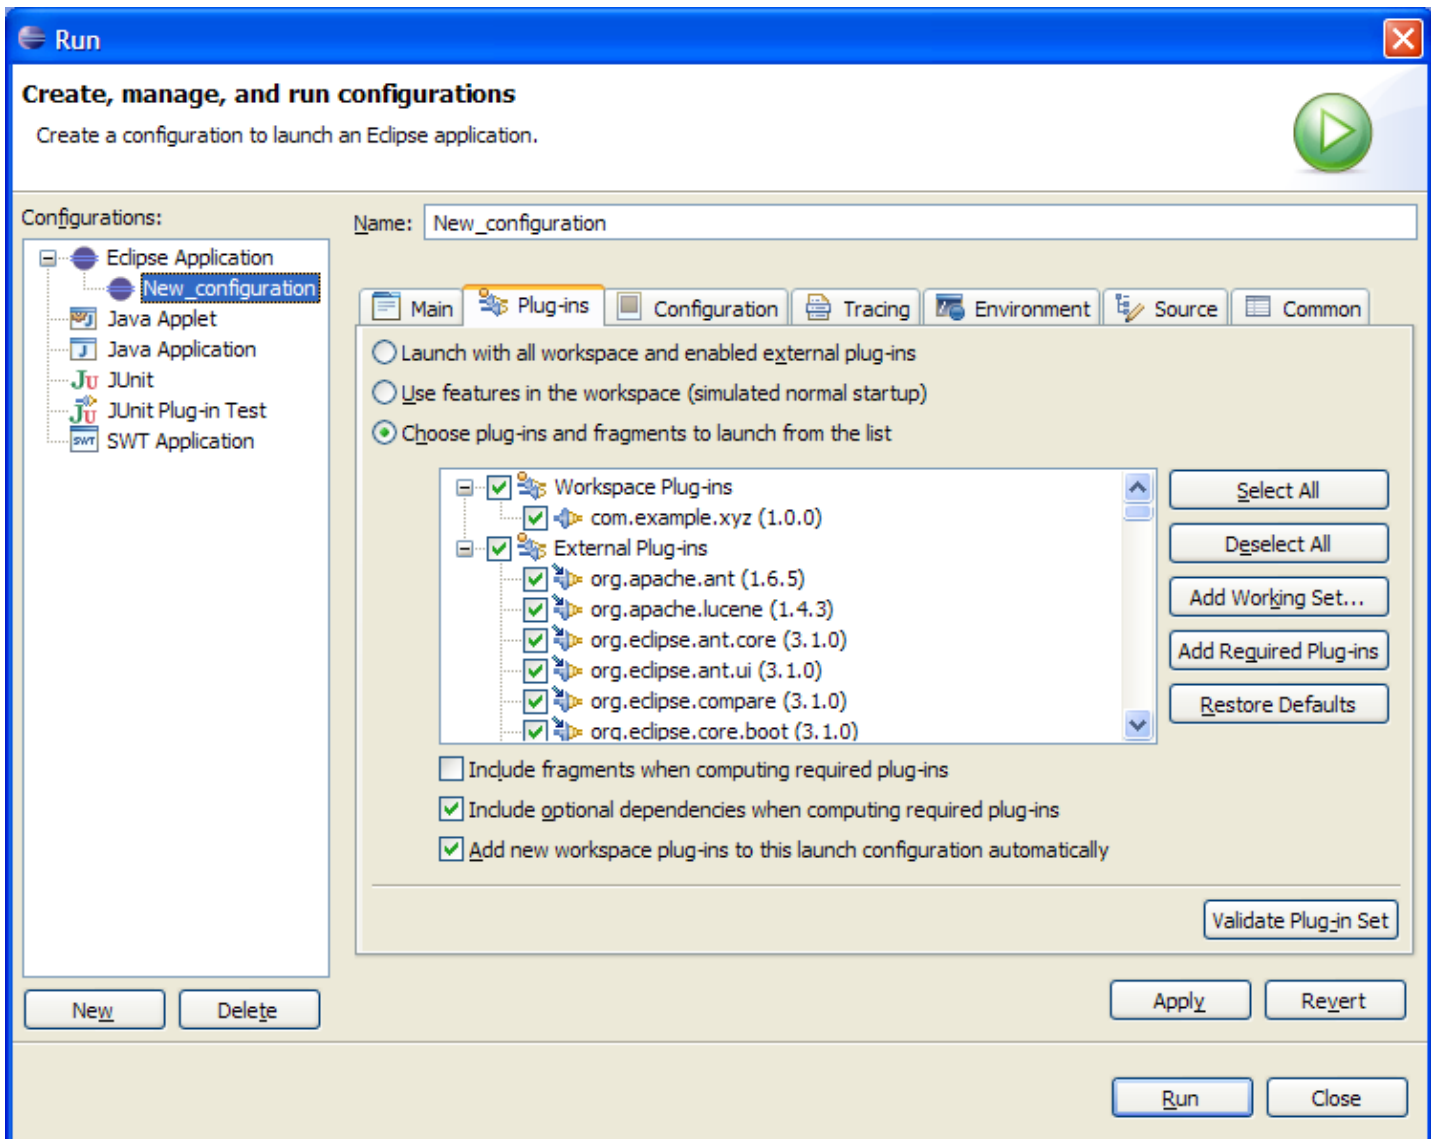 Run
Create, manage, and run configurations
Create a configuration to launch an Eclipse application.
Configurations:
Name: New_configuration
Eclipse Application
New_configuration
Java Applet
Java Application
JUnit
JUnit Plug-in Test
SWT Application
Main Plug-ins Configuration Tracing Environment Source Common
Launch with all workspace and enabled external plug-ins
Use features in the workspace (simulated normal startup)
Choose plug-ins and fragments to launch from the list
Workspace Plug-ins
com.example.xyz (1.0.0)
External Plug-ins
org.apache.ant (1.6.5)
org.apache.lucene (1.4.3)
org.eclipse.ant.core (3.1.0)
org.eclipse.ant.ui (3.1.0)
org.eclipse.compare (3.1.0)
org.eclipse.core.boot (3.1.0)
Select All
Deselect All
Add Working Set...
Add Required Plug-ins
Restore Defaults
Include fragments when computing required plug-ins
Include optional dependencies when computing required plug-ins
Add new workspace plug-ins to this launch configuration automatically
Validate Plug-in Set
New Delete
Apply Revert
Run Close